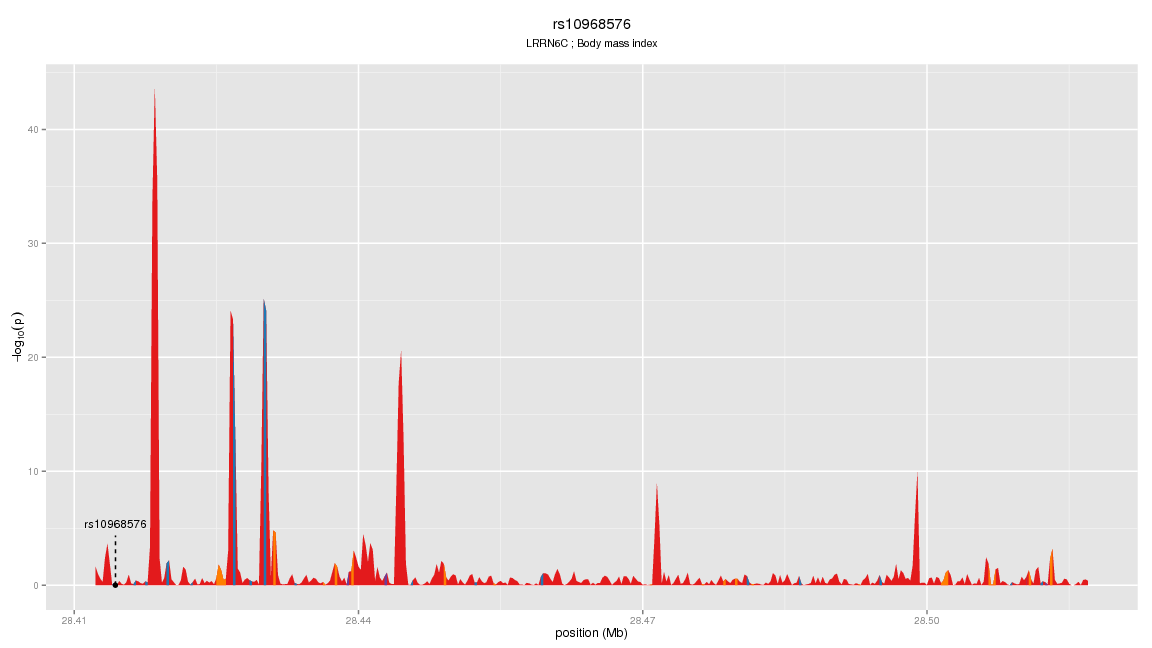 rs10968576
LRRN6C ; Body mass index
−log10(p)
40
30
20
10
0
rs10968576
28.41
28.44
28.47
28.50
position (Mb)